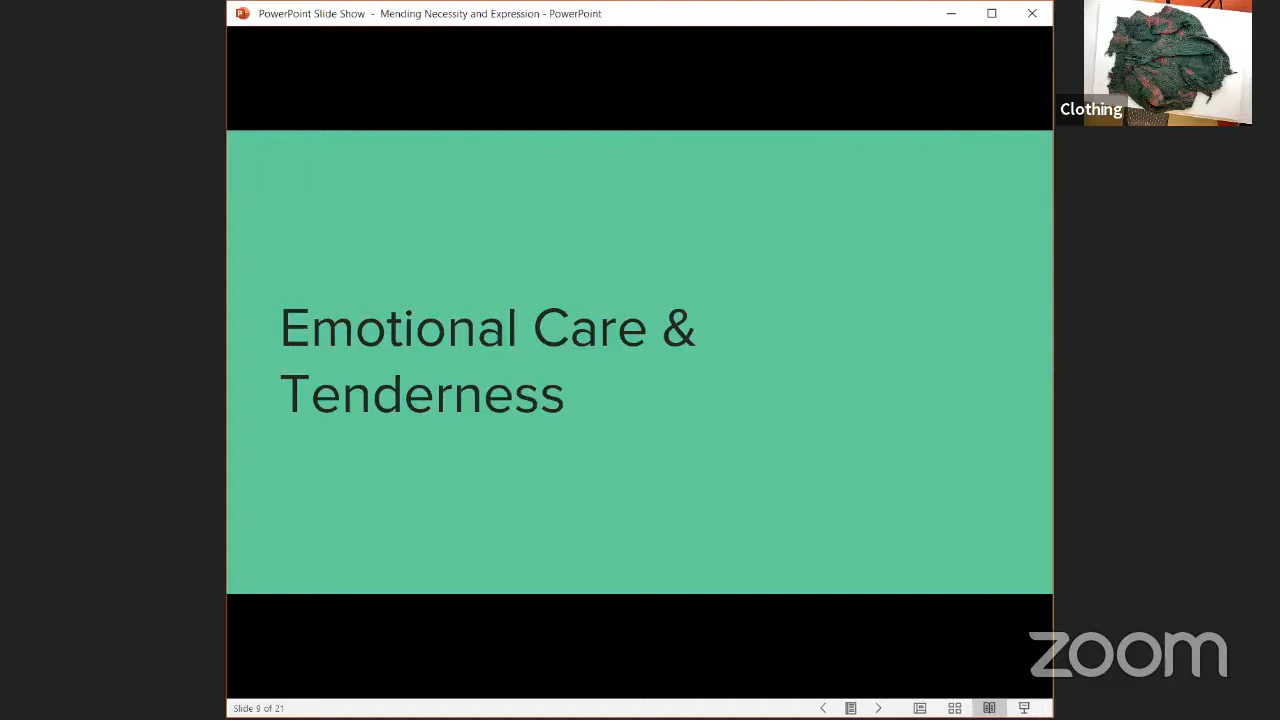 PowerPoint Slide Show - Mending Necessity and Expression - PowerPoint
Clothing
Emotional Care &
Tenderness
zoom
Slide 9 of 21